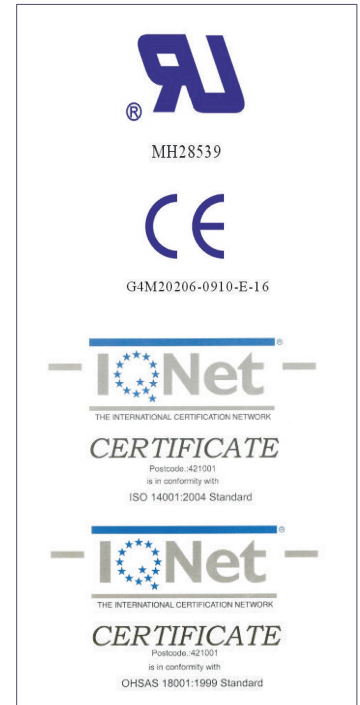 ®
MH28539
CE
G4M20206-0910-E-16
®
IQNet
THE INTERNATIONAL CERTIFICATION NETWORK
CERTIFICATE
Postcode.:421001
is in conformity with
ISO 14001:2004 Standard
®
IQNet
THE INTERNATIONAL CERTIFICATION NETWORK
CERTIFICATE
Postcode.:421001
is in conformity with
OHSAS 18001:1999 Standard